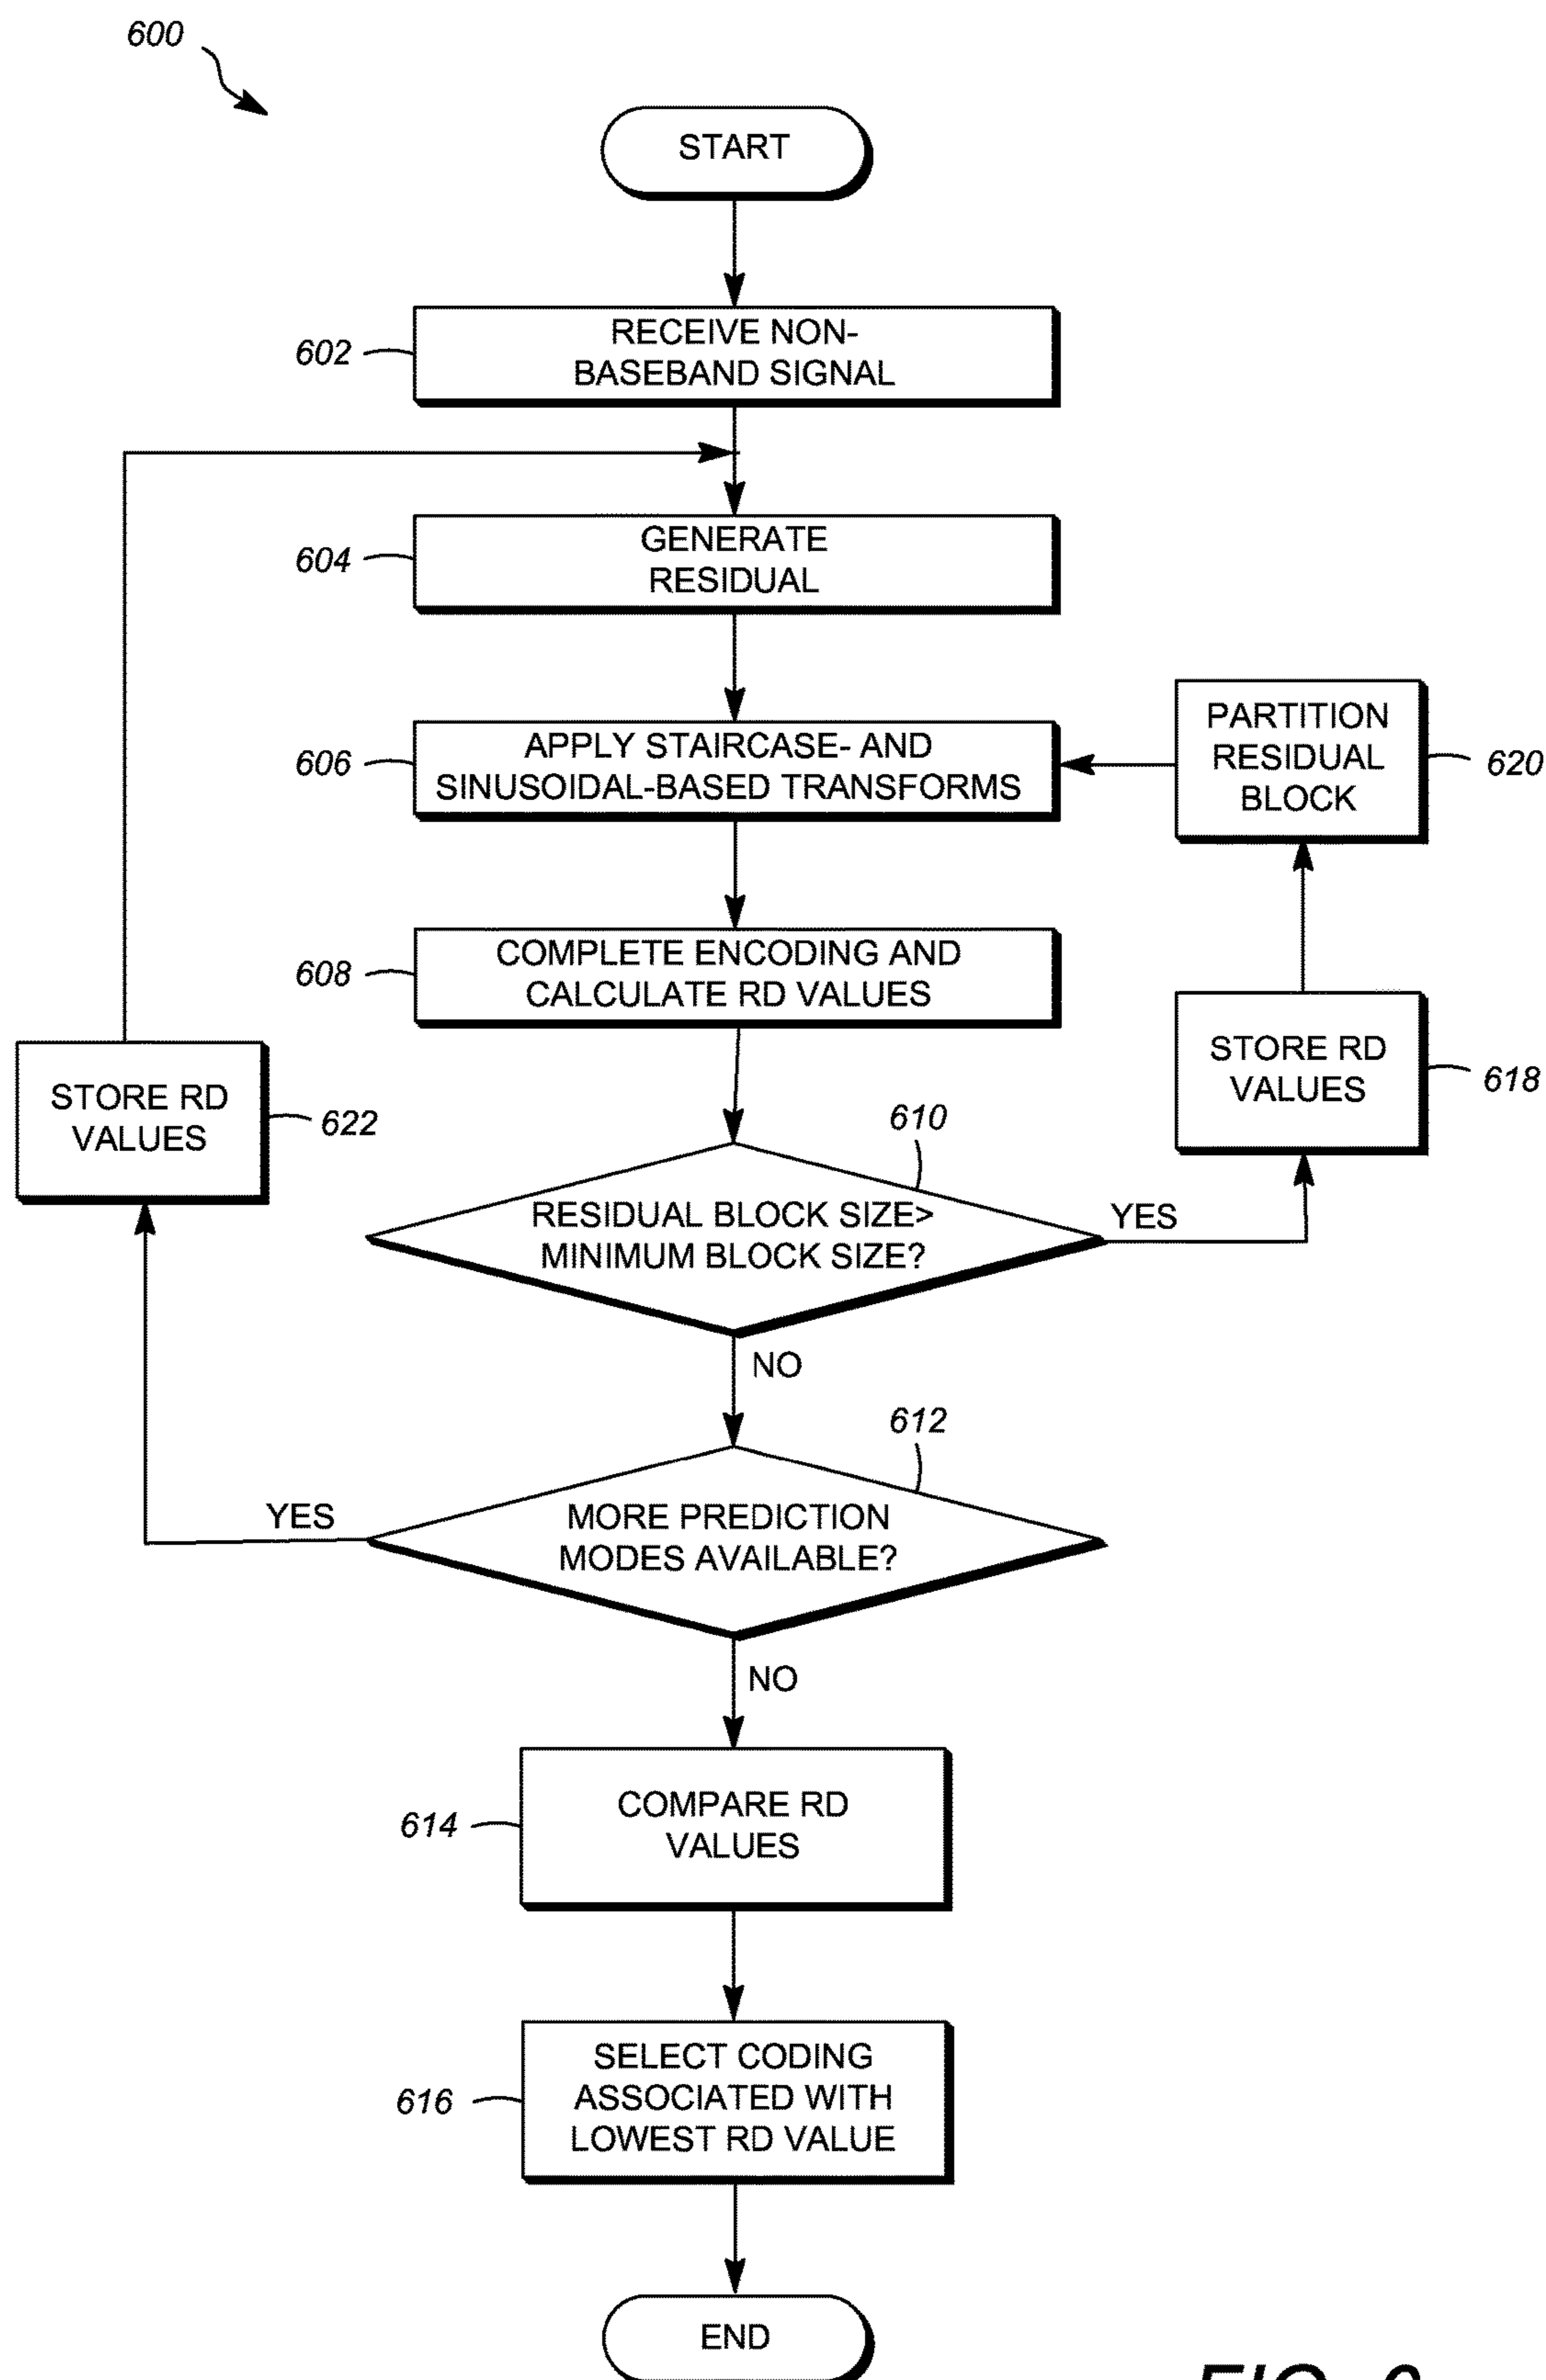 600
START
602
RECEIVE NON-
BASEBAND SIGNAL
604
GENERATE
RESIDUAL
606
APPLY STAIRCASE- AND
SINUSOIDAL-BASED TRANSFORMS
PARTITION
RESIDUAL
BLOCK
620
608
COMPLETE ENCODING AND
CALCULATE RD VALUES
STORE RD
VALUES
618
STORE RD
VALUES
622
610
RESIDUAL BLOCK SIZE>
MINIMUM BLOCK SIZE?
YES
NO
612
MORE PREDICTION
MODES AVAILABLE?
YES
NO
614
COMPARE RD
VALUES
616
SELECT CODING
ASSOCIATED WITH
LOWEST RD VALUE
END